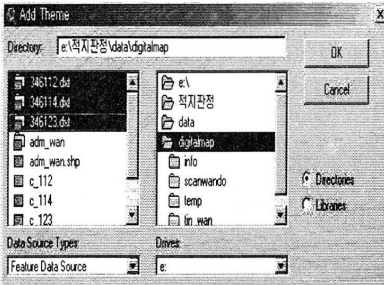 Add Theme
X
Directory: e:\적지판정\data\digitalmap
OK
Cancel
346112.dxf
346114.dxf
346123.dxf
adm_wan
adm_wan.shp
c_112
c_114
c_123
e:\
적지판정
data
digitalmap
info
scanwando
temp
tin_wan
Directories
Libraries
Data Source Types:
Feature Data Source
Drives:
e: